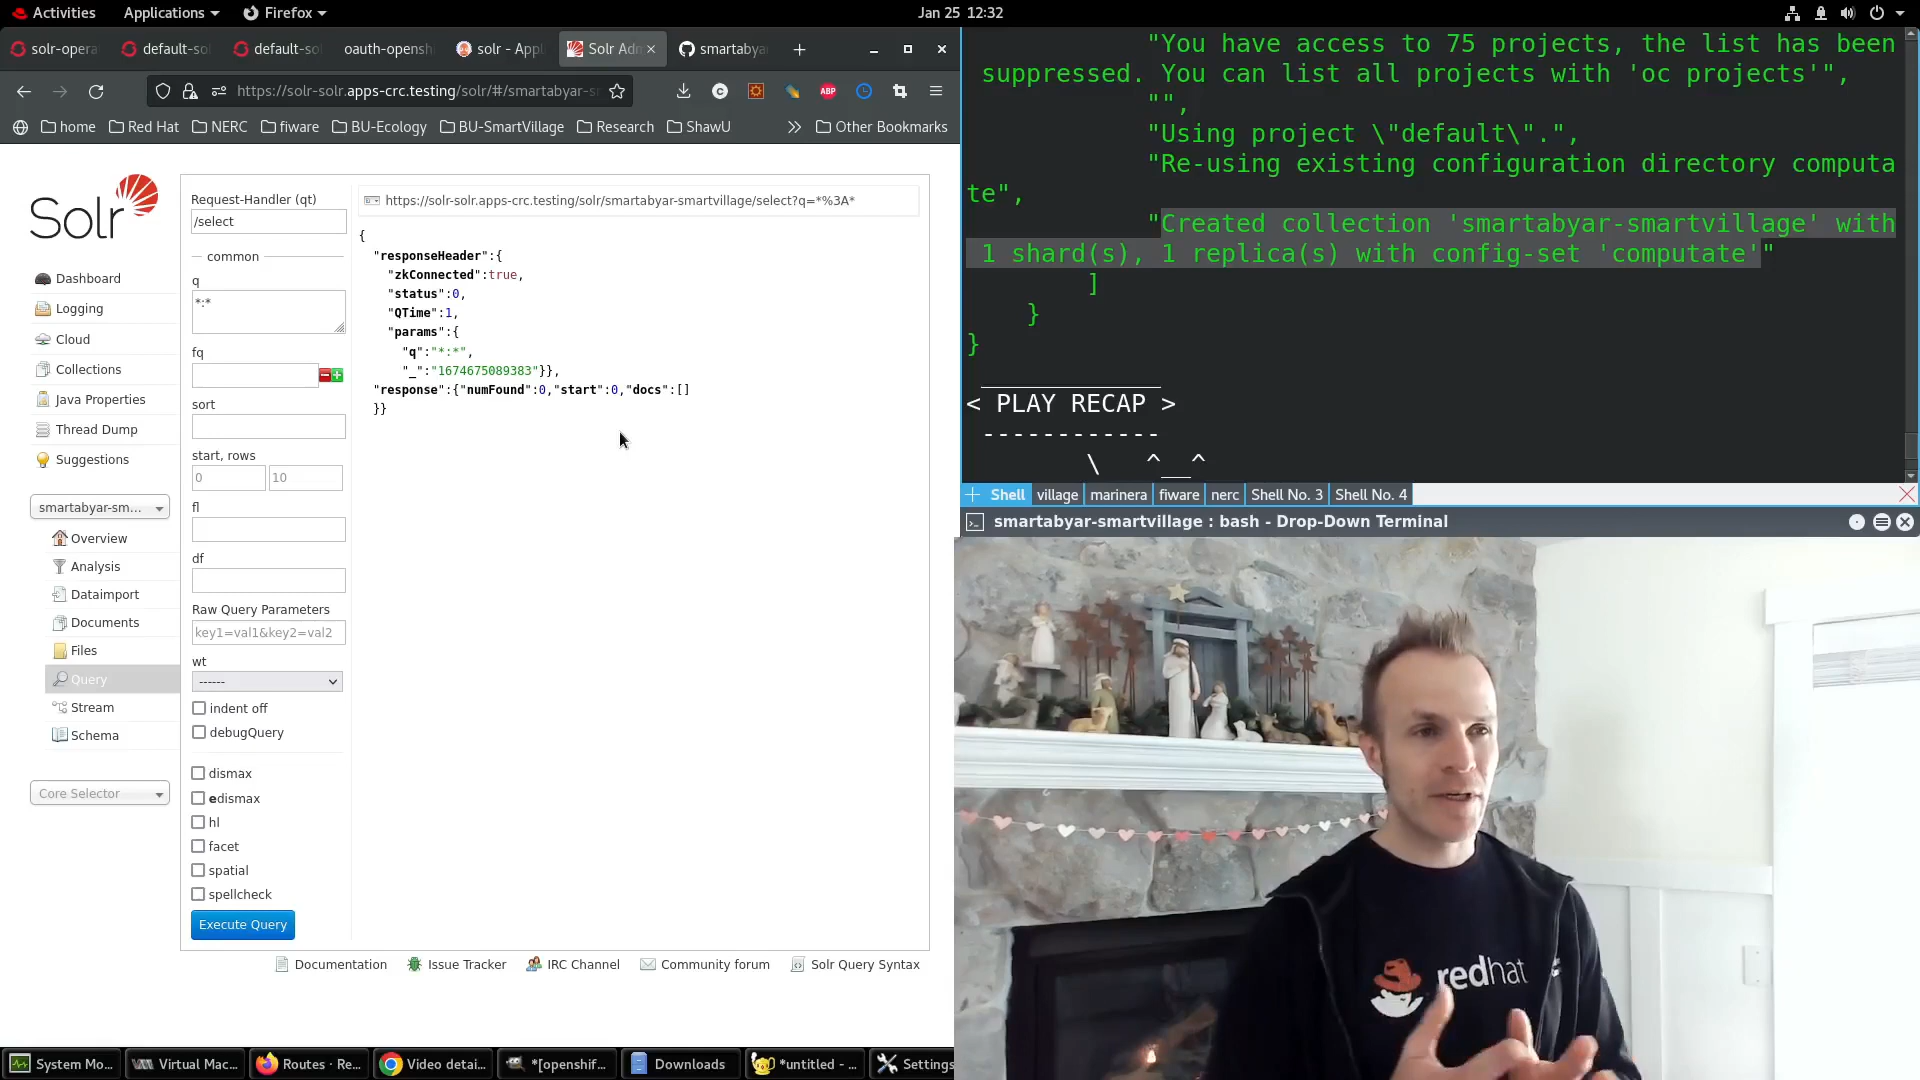 Activities
Applications
Firefox
Jan 25 12:32
solr-opera
default-sol
default-sol
oauth-opensh
solr - Appl
Solr Adm
smartabya
https://solr-solr.apps-crc.testing/solr/#/smartabyar-sm
home
Red Hat
NERC
fiware
BU-Ecology
BU-SmartVillage
Research
ShawU
Other Bookmarks
ABP
Solr
Dashboard
Logging
Cloud
Collections
Java Properties
Thread Dump
Suggestions
smartabyar-sm...
Overview
Analysis
Dataimport
Documents
Files
Query
Stream
Schema
Core Selector
Request-Handler (qt)
/select
common
q
*:*
fq
sort
start, rows
0
10
fl
df
Raw Query Parameters
key1=val1&key2=val2
wt
------
indent off
debugQuery
dismax
edismax
hl
facet
spatial
spellcheck
Execute Query
https://solr-solr.apps-crc.testing/solr/smartabyar-smartvillage/select?q=*%3A*
{
"responseHeader":{
"zkConnected":true,
"status":0,
"QTime":1,
"params":{
"q":"*:*",
"_":"1674675089383"}},
"response":{"numFound":0,"start":0,"docs":[]
}}
Documentation
Issue Tracker
IRC Channel
Community forum
Solr Query Syntax
"You have access to 75 projects, the list has been
suppressed. You can list all projects with 'oc projects'",
"",
"Using project \"default\".",
"Re-using existing configuration directory computa
te",
"Created collection 'smartabyar-smartvillage' with
1 shard(s), 1 replica(s) with config-set 'computate'"
]
}
}
____________
< PLAY RECAP >
------------
\   ^__^
Shell
village
marinera
fiware
nerc
Shell No. 3
Shell No. 4
smartabyar-smartvillage : bash - Drop-Down Terminal
redhat
System Mo...
Virtual Mac...
Routes - Re...
Video detai...
*[openshif...
Downloads
*untitled - ...
Settings